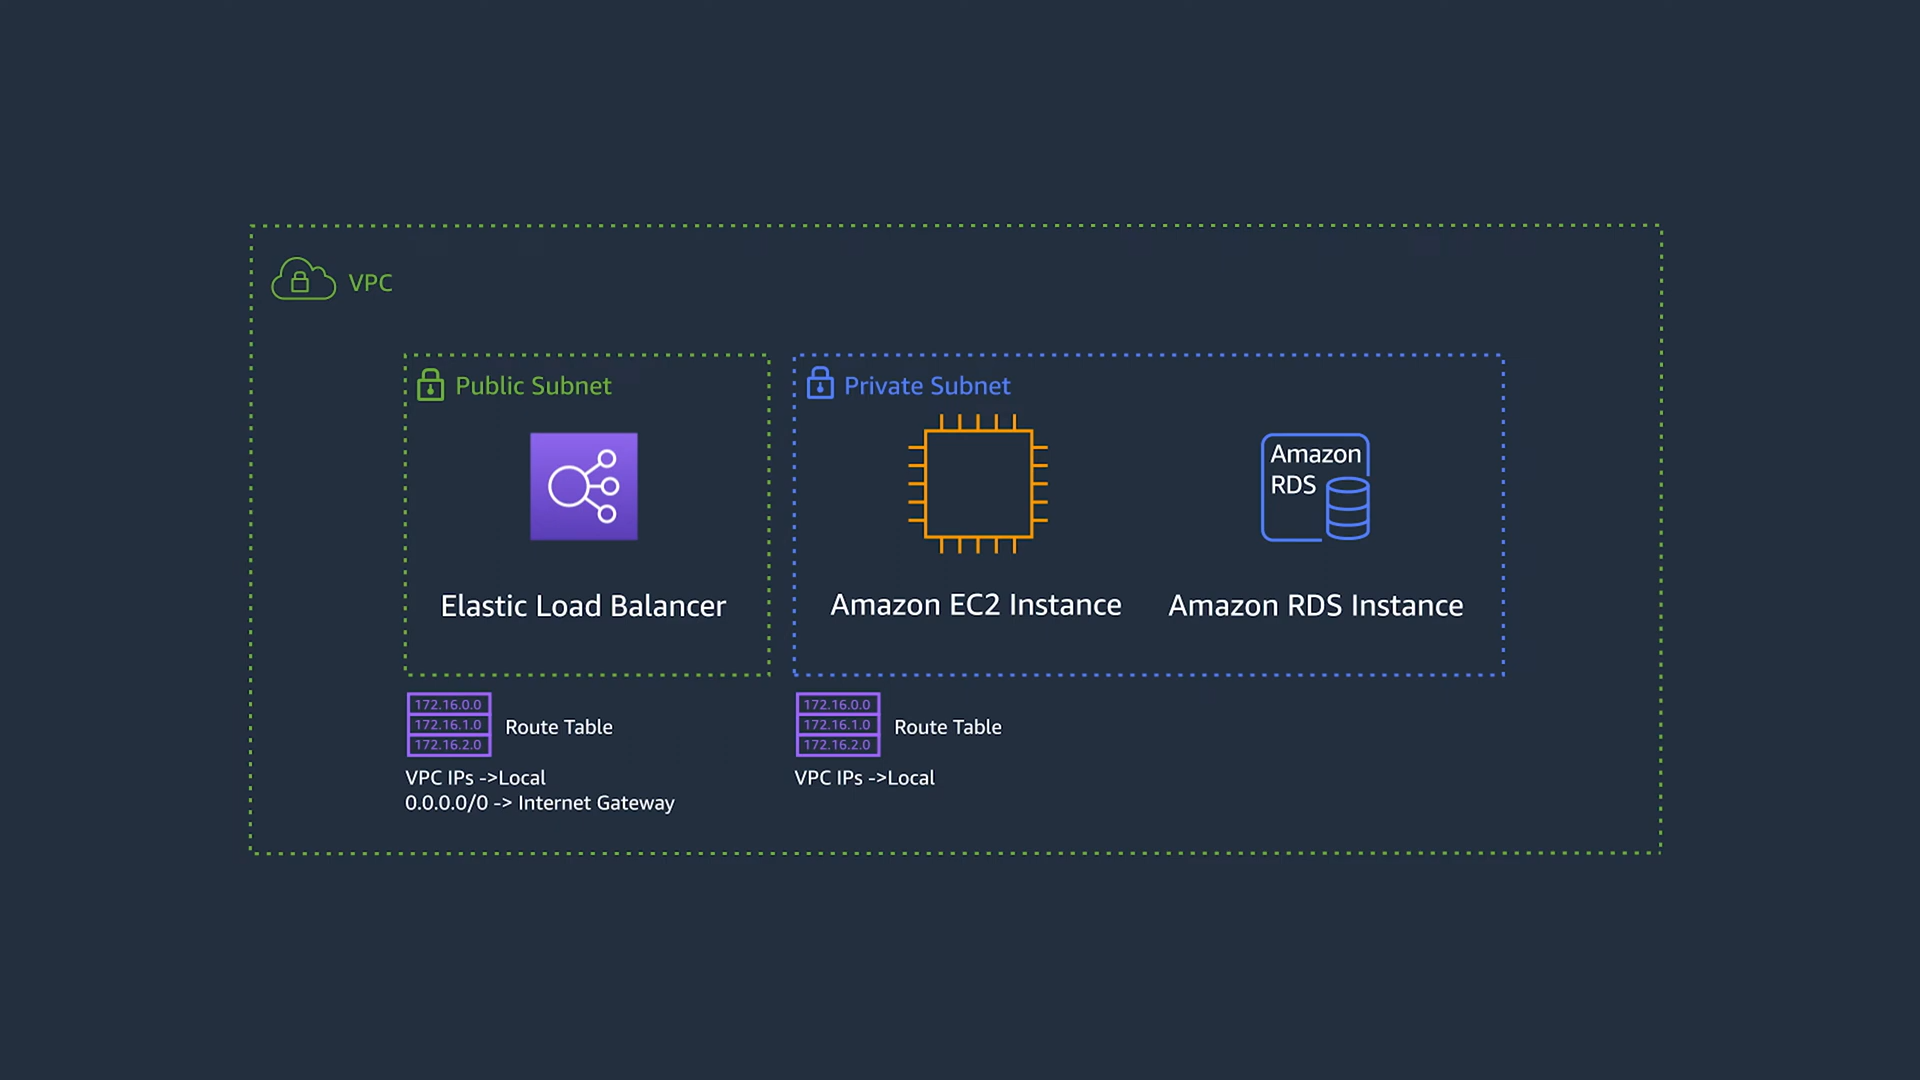 VPC
Public Subnet
Elastic Load Balancer
Private Subnet
Amazon EC2 Instance
Amazon
RDS
Amazon RDS Instance
172.16.0.0
172.16.1.0
172.16.2.0
Route Table
VPC IPs ->Local
0.0.0.0/0 -> Internet Gateway
172.16.0.0
172.16.1.0
172.16.2.0
Route Table
VPC IPs ->Local